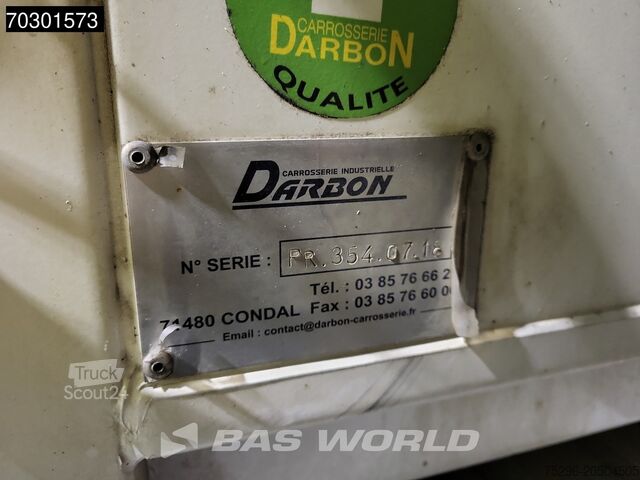 70301573
CARROSSERIE
DARBON
QUALITE
CARROSSERIE INDUSTRIELLE
DARBON
N° SERIE : PR.354.07.18
Tél. : 03 85 76 66 2
71480 CONDAL Fax : 03 85 76 60 0
Email : contact@darbon-carrosserie.fr
Truck
Scout24
BAS WORLD